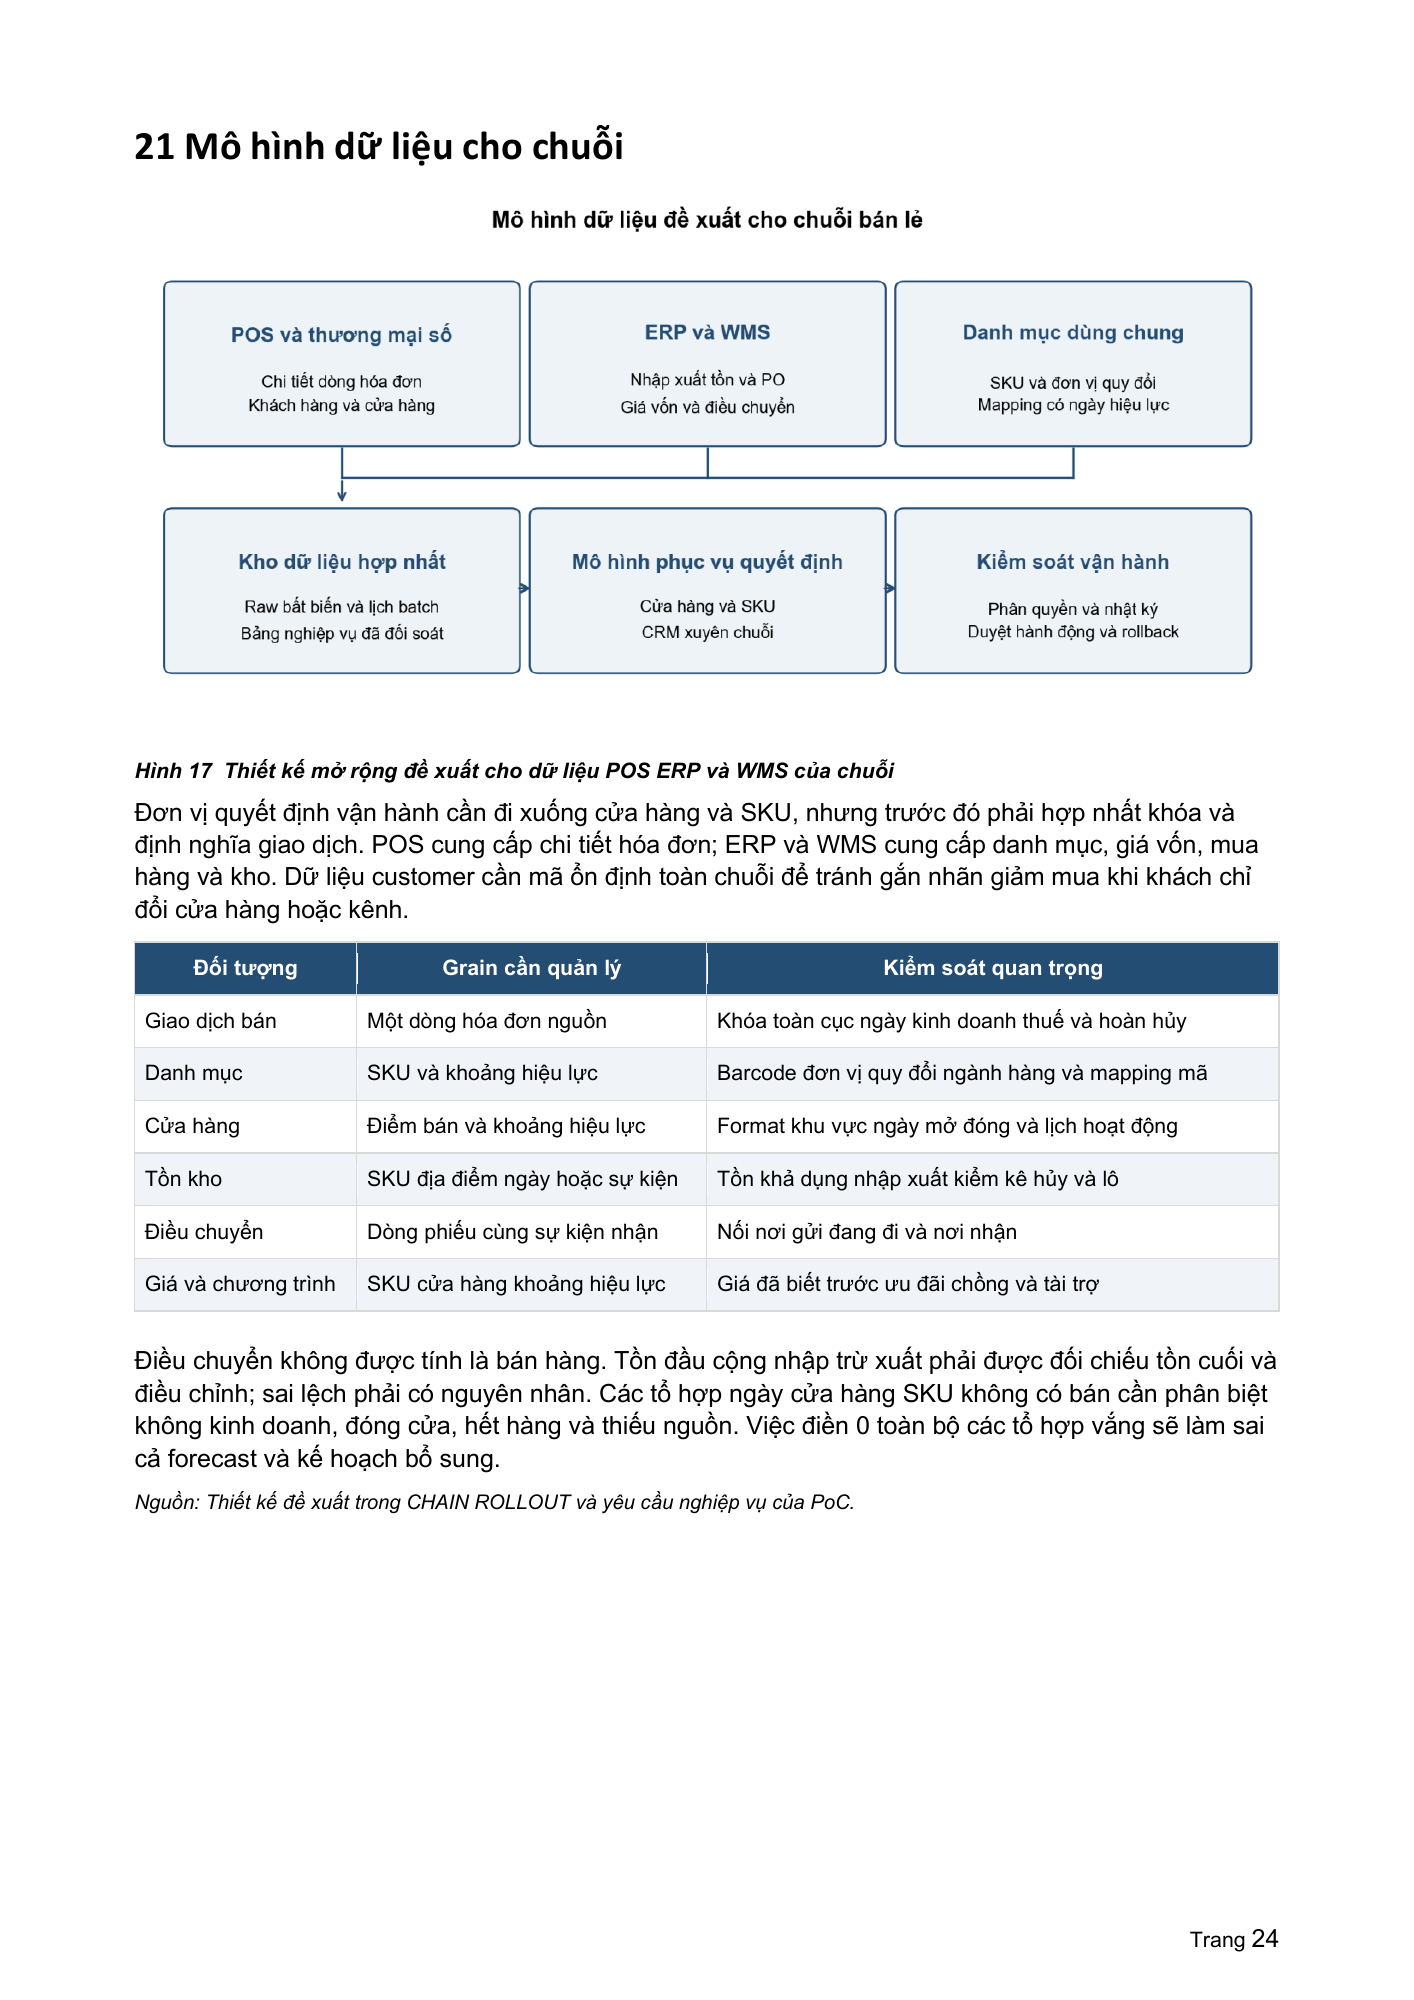 21 Mô hình dữ liệu cho chuỗi
Mô hình dữ liệu đề xuất cho chuỗi bán lẻ
POS và thương mại số
Chi tiết dòng hóa đơn
Khách hàng và cửa hàng
ERP và WMS
Nhập xuất tồn và PO
Giá vốn và điều chuyển
Danh mục dùng chung
SKU và đơn vị quy đổi
Mapping có ngày hiệu lực
Kho dữ liệu hợp nhất
Raw bất biến và lịch batch
Bảng nghiệp vụ đã đối soát
Mô hình phục vụ quyết định
Cửa hàng và SKU
CRM xuyên chuỗi
Kiểm soát vận hành
Phân quyền và nhật ký
Duyệt hành động và rollback
Hình 17 Thiết kế mở rộng đề xuất cho dữ liệu POS ERP và WMS của chuỗi
Đơn vị quyết định vận hành cần đi xuống cửa hàng và SKU, nhưng trước đó phải hợp nhất khóa và
định nghĩa giao dịch. POS cung cấp chi tiết hóa đơn; ERP và WMS cung cấp danh mục, giá vốn, mua
hàng và kho. Dữ liệu customer cần mã ổn định toàn chuỗi để tránh gắn nhãn giảm mua khi khách chỉ
đổi cửa hàng hoặc kênh.
Đối tượng Grain cần quản lý Kiểm soát quan trọng
Giao dịch bán Một dòng hóa đơn nguồn Khóa toàn cục ngày kinh doanh thuế và hoàn hủy
Danh mục SKU và khoảng hiệu lực Barcode đơn vị quy đổi ngành hàng và mapping mã
Cửa hàng Điểm bán và khoảng hiệu lực Format khu vực ngày mở đóng và lịch hoạt động
Tồn kho SKU địa điểm ngày hoặc sự kiện Tồn khả dụng nhập xuất kiểm kê hủy và lô
Điều chuyển Dòng phiếu cùng sự kiện nhận Nối nơi gửi đang đi và nơi nhận
Giá và chương trình SKU cửa hàng khoảng hiệu lực Giá đã biết trước ưu đãi chồng và tài trợ
Điều chuyển không được tính là bán hàng. Tồn đầu cộng nhập trừ xuất phải được đối chiếu tồn cuối và
điều chỉnh; sai lệch phải có nguyên nhân. Các tổ hợp ngày cửa hàng SKU không có bán cần phân biệt
không kinh doanh, đóng cửa, hết hàng và thiếu nguồn. Việc điền 0 toàn bộ các tổ hợp vắng sẽ làm sai
cả forecast và kế hoạch bổ sung.
Nguồn: Thiết kế đề xuất trong CHAIN ROLLOUT và yêu cầu nghiệp vụ của PoC.
Trang 24